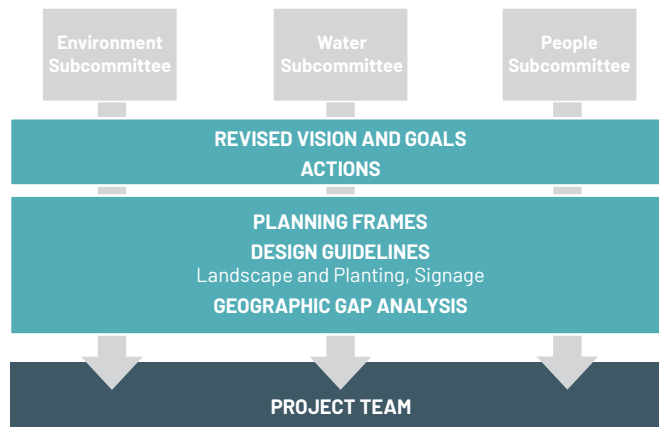 Environment
Subcommittee
Water
Subcommittee
People
Subcommittee
REVISED VISION AND GOALS
ACTIONS
PLANNING FRAMES
DESIGN GUIDELINES
Landscape and Planting, Signage
GEOGRAPHIC GAP ANALYSIS
PROJECT TEAM